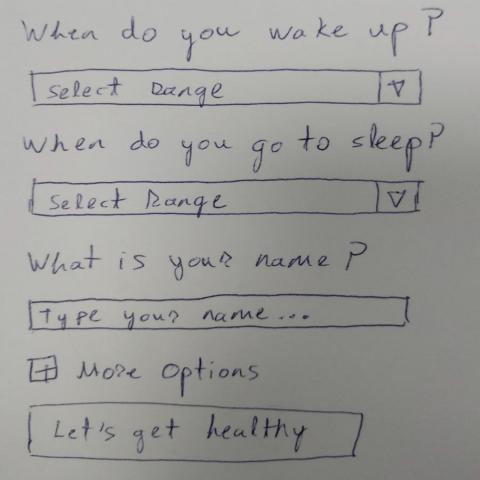 When do you wake up?
Select Range
When do you go to sleep?
Select Range
What is your name?
Type your name...
More Options
Let's get healthy